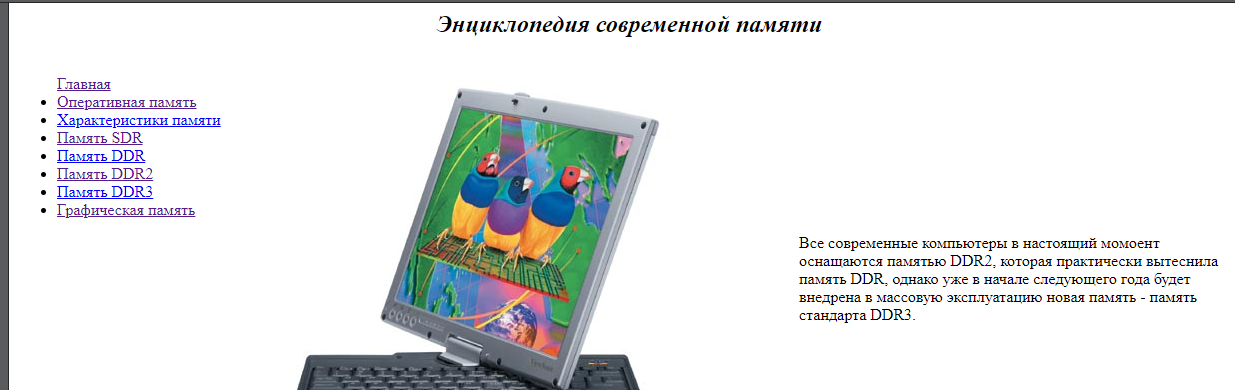 Энциклопедия современной памяти
Главная
Оперативная память
Характеристики памяти
Память SDR
Память DDR
Память DDR2
Память DDR3
Графическая память
Все современные компьютеры в настоящий момоент
оснащаются памятью DDR2, которая практически вытеснила
память DDR, однако уже в начале следующего года будет
внедрена в массовую эксплуатацию новая память - память
стандарта DDR3.